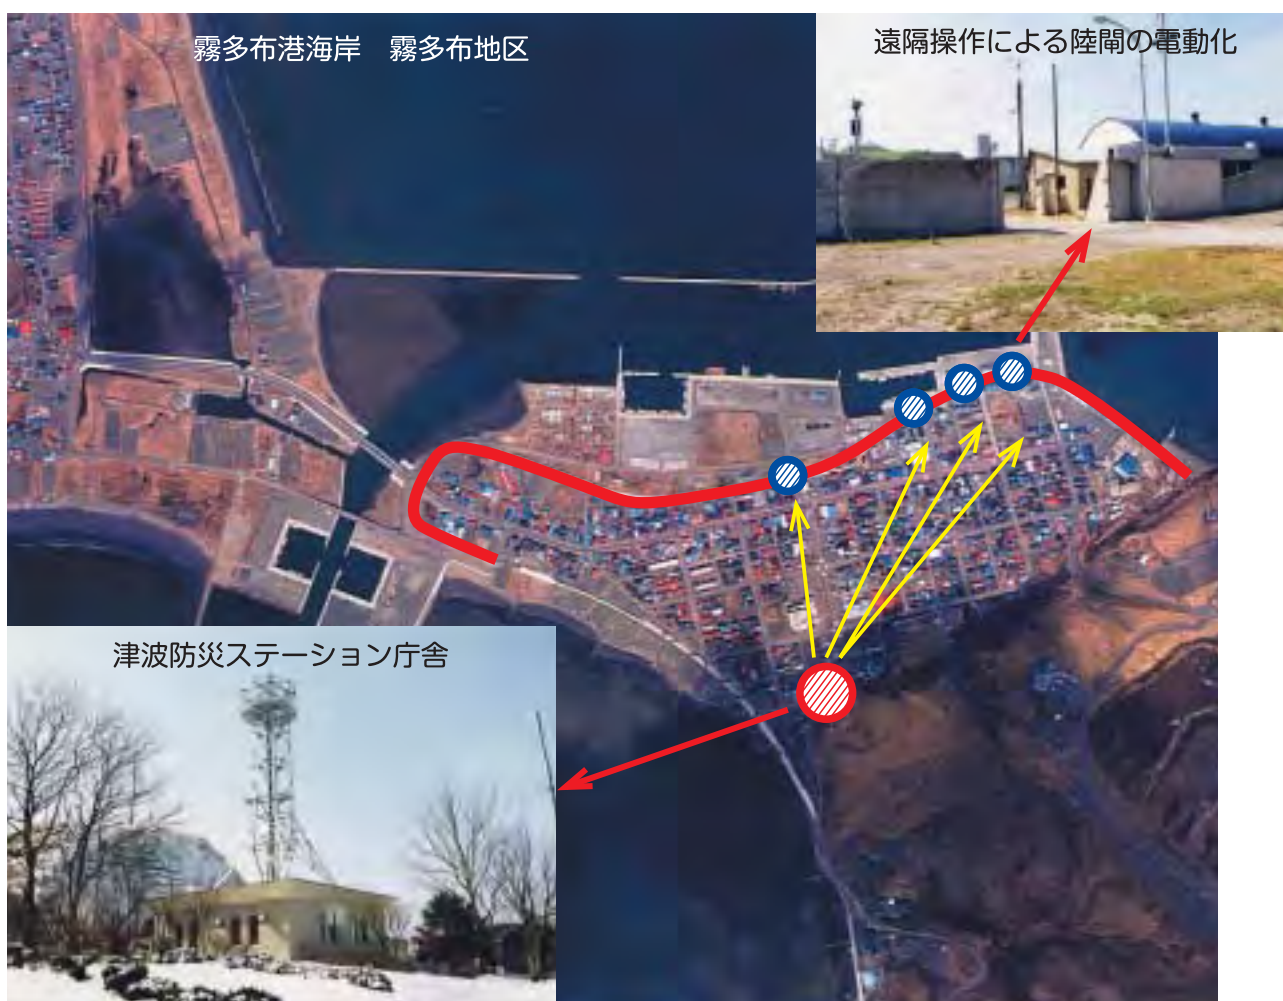 霧多布港海岸　霧多布地区
遠隔操作による陸閘の電動化
津波防災ステーション庁舎